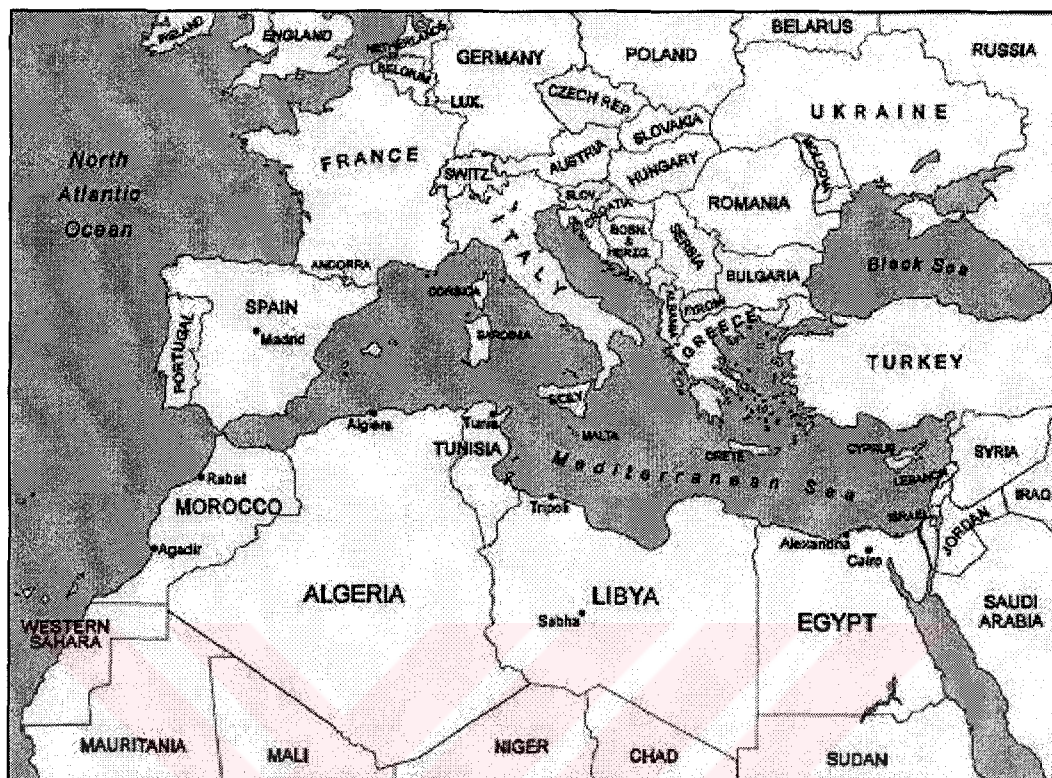 IRELAND
ENGLAND
NETHERLANDS
BELGIUM
GERMANY
POLAND
BELARUS
RUSSIA
LUX.
CZECH REP.
SLOVAKIA
UKRAINE
North
Atlantic
Ocean
FRANCE
SWITZ.
AUSTRIA
HUNGARY
MOLDOVA
SLOV.
CROATIA
ROMANIA
BOSN.
&
HERZG.
SERBIA
ITALY
ANDORRA
CORSICA
BULGARIA
Black Sea
PORTUGAL
SPAIN
Madrid
SARDINIA
ALBANIA
FYROM
GREECE
TURKEY
SICILY
Algiers
Tunis
TUNISIA
MALTA
CRETE
CYPRUS
SYRIA
Mediterranean Sea
LEBANON
IRAQ
Rabat
MOROCCO
Tripoli
ISRAEL
JORDAN
Agadir
Alexandria
Cairo
ALGERIA
LIBYA
Sabha
EGYPT
SAUDI
ARABIA
WESTERN
SAHARA
MAURITANIA
MALI
NIGER
CHAD
SUDAN